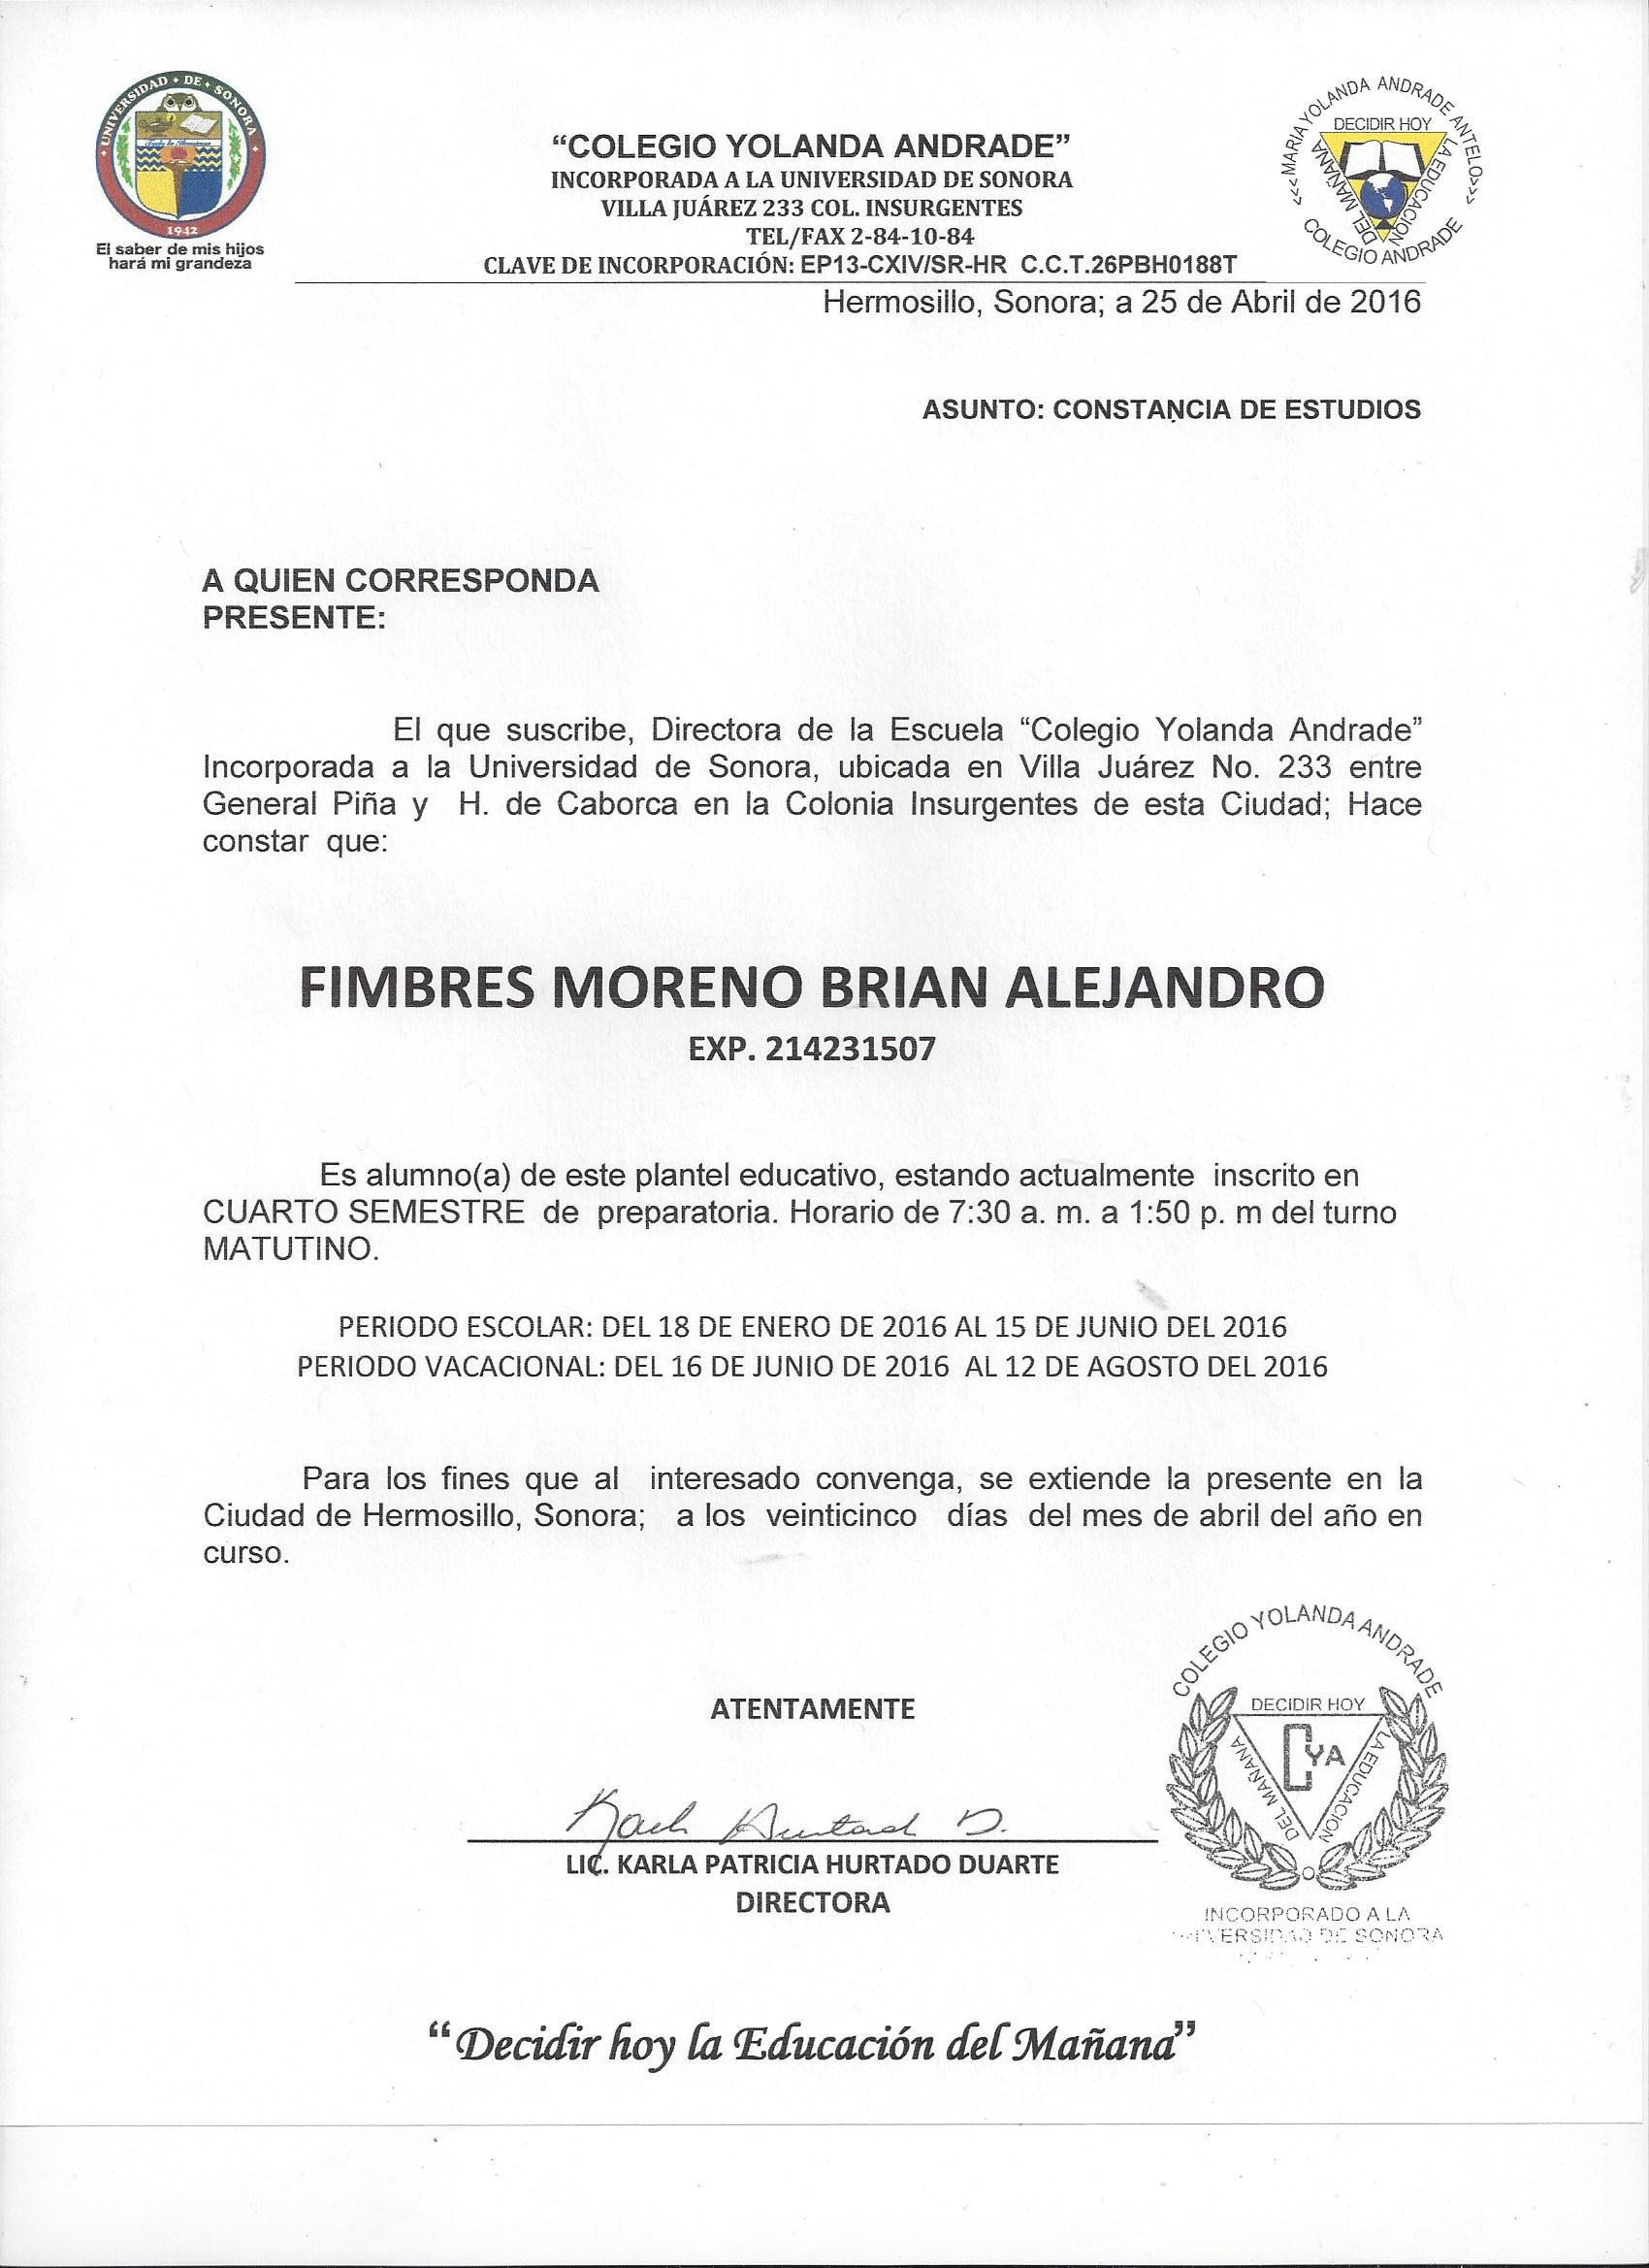 UNIVERSIDAD • DE • SONORA
1942
El saber de mis hijos
hará mi grandeza
“COLEGIO YOLANDA ANDRADE”
INCORPORADA A LA UNIVERSIDAD DE SONORA
VILLA JUÁREZ 233 COL. INSURGENTES
TEL/FAX 2-84-10-84
CLAVE DE INCORPORACIÓN: EP13-CXIV/SR-HR C.C.T.26PBH0188T
<<<MARIA YOLANDA ANDRADE ANTELO>>>
DECIDIR HOY
LA EDUCACION
DEL MAÑANA
COLEGIO ANDRADE
Hermosillo, Sonora; a 25 de Abril de 2016
ASUNTO: CONSTANCIA DE ESTUDIOS
A QUIEN CORRESPONDA
PRESENTE:
El que suscribe, Directora de la Escuela “Colegio Yolanda Andrade”
Incorporada a la Universidad de Sonora, ubicada en Villa Juárez No. 233 entre
General Piña y H. de Caborca en la Colonia Insurgentes de esta Ciudad; Hace
constar que:
FIMBRES MORENO BRIAN ALEJANDRO
EXP. 214231507
Es alumno(a) de este plantel educativo, estando actualmente inscrito en
CUARTO SEMESTRE de preparatoria. Horario de 7:30 a. m. a 1:50 p. m del turno
MATUTINO.
PERIODO ESCOLAR: DEL 18 DE ENERO DE 2016 AL 15 DE JUNIO DEL 2016
PERIODO VACACIONAL: DEL 16 DE JUNIO DE 2016 AL 12 DE AGOSTO DEL 2016
Para los fines que al interesado convenga, se extiende la presente en la
Ciudad de Hermosillo, Sonora; a los veinticinco días del mes de abril del año en
curso.
ATENTAMENTE
Karla Hurtado D.
LIC. KARLA PATRICIA HURTADO DUARTE
DIRECTORA
COLEGIO YOLANDA ANDRADE
DECIDIR HOY
CYA
LA EDUCACION
DEL MAÑANA
INCORPORADO A LA
UNIVERSIDAD DE SONORA
“Decidir hoy la Educación del Mañana”